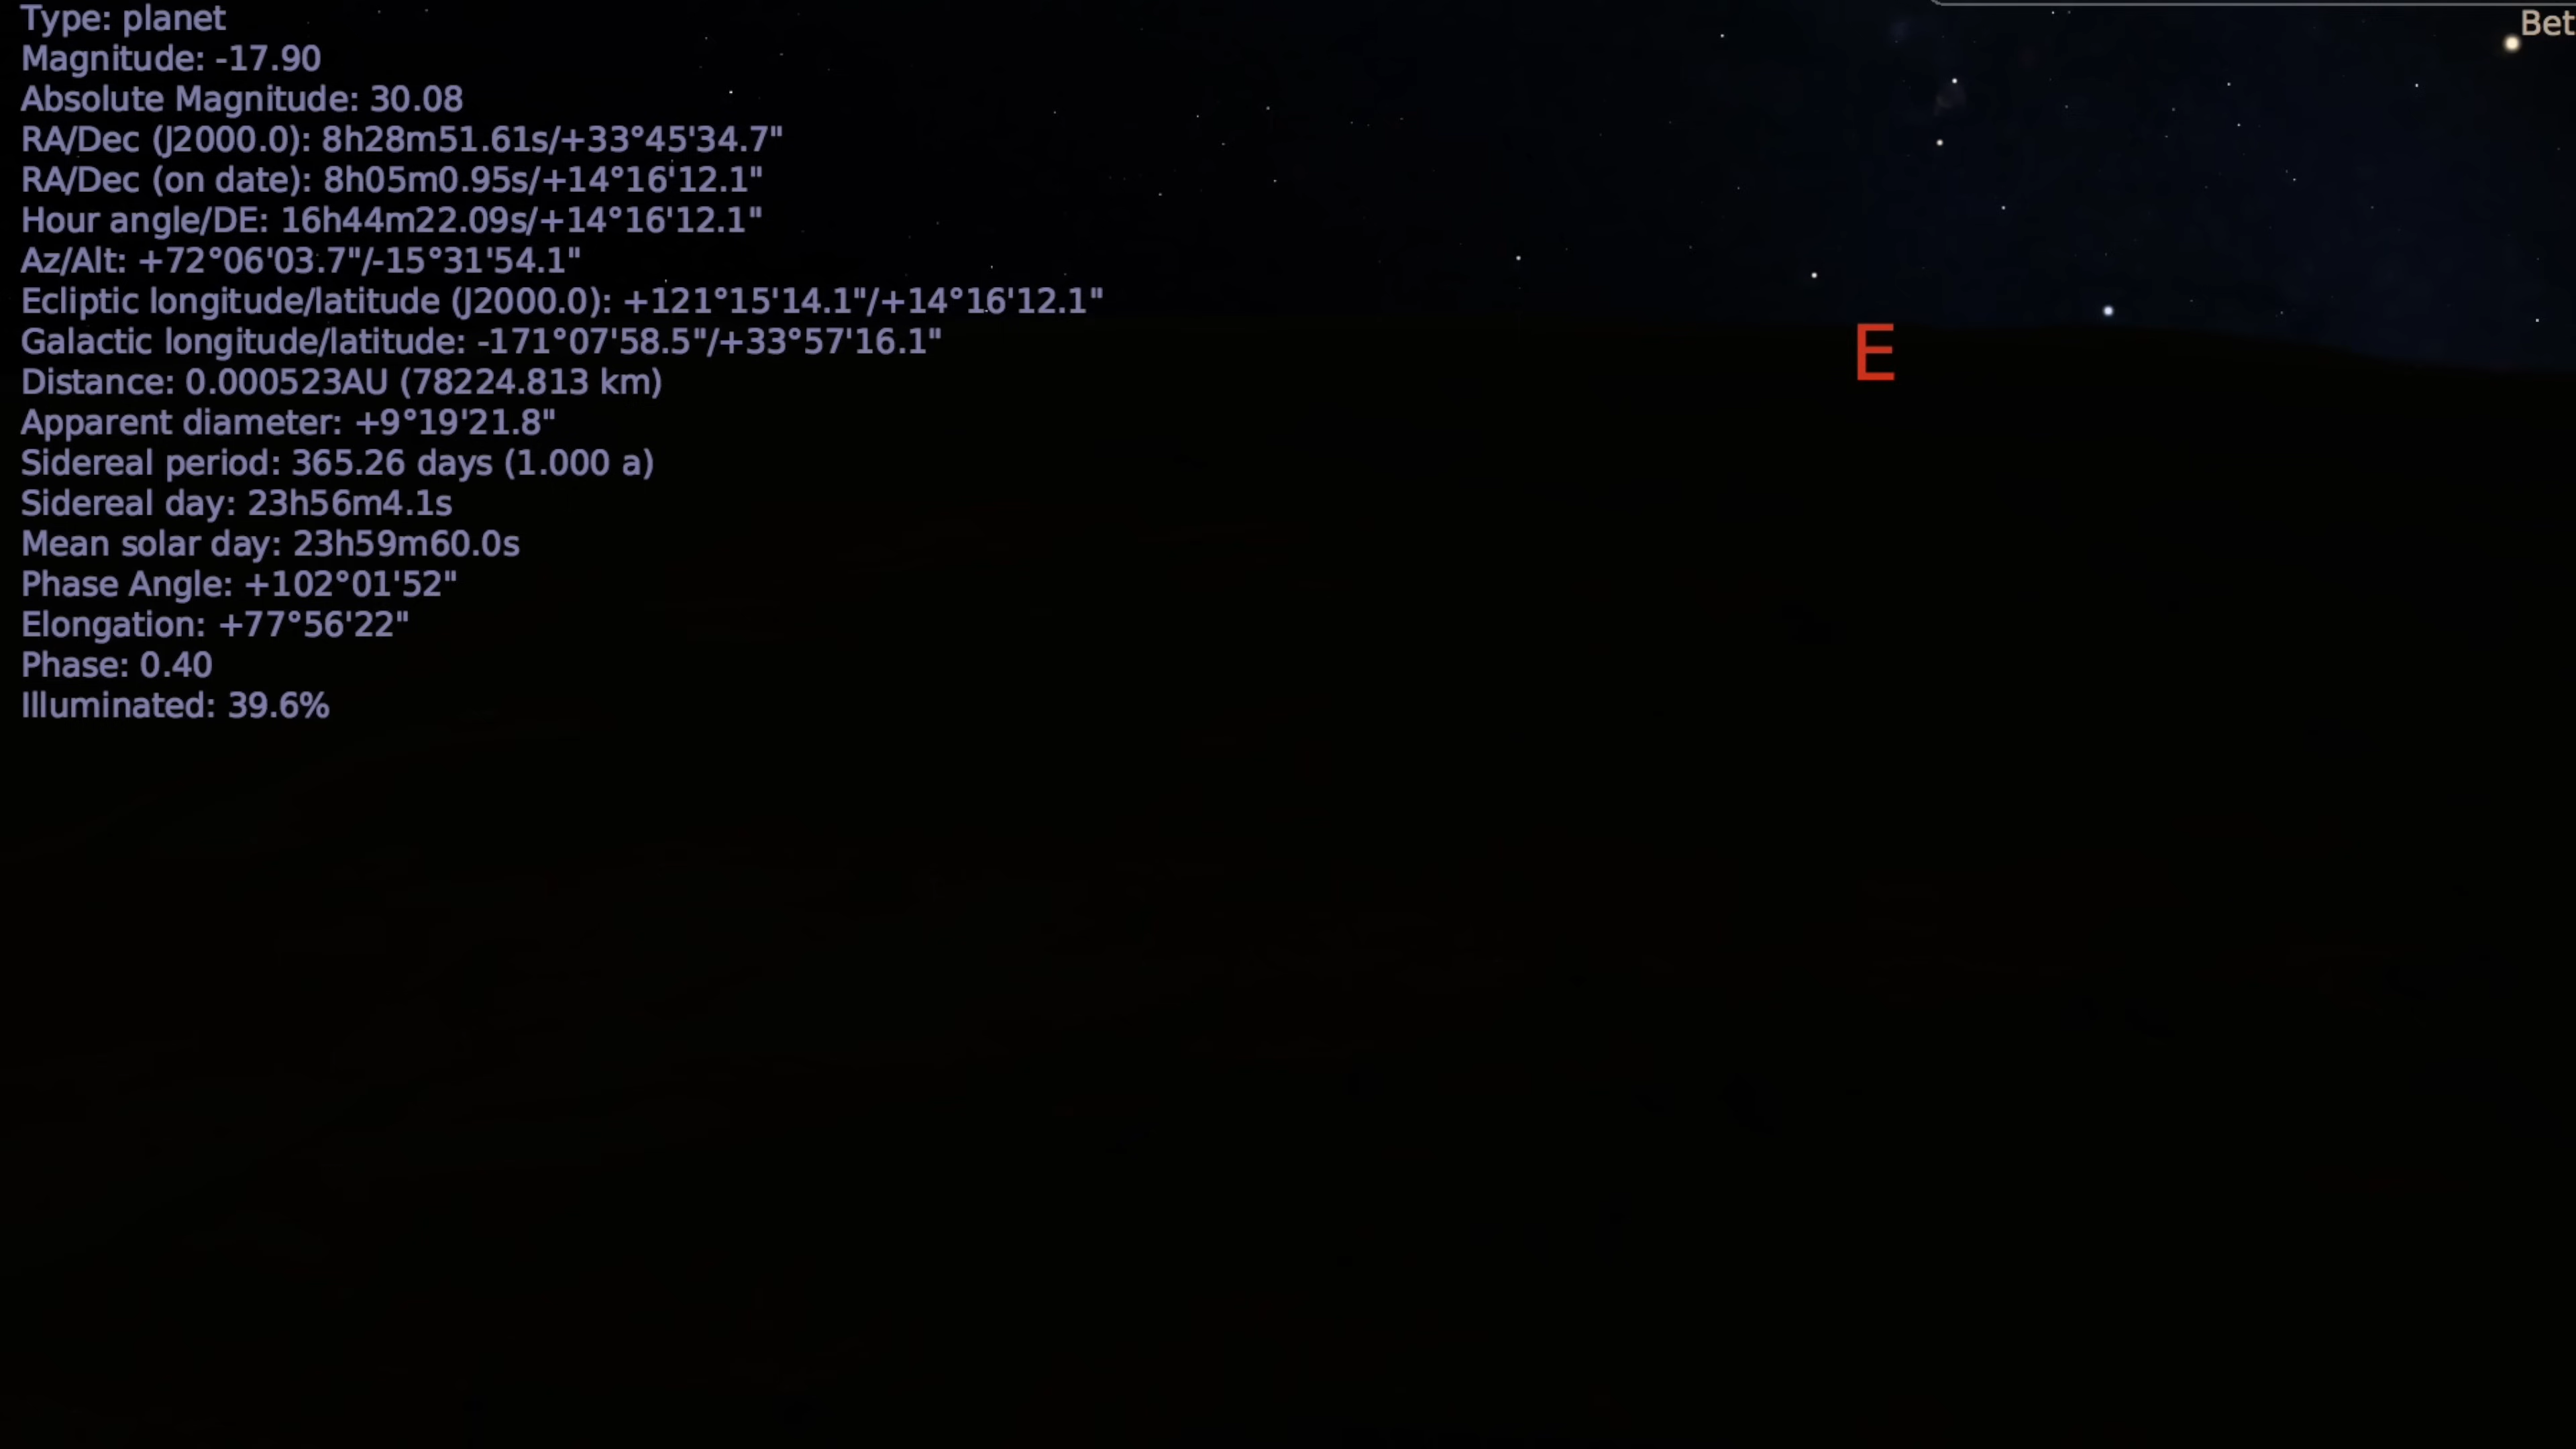 Type: planet
Bet
Magnitude: -17.90
Absolute Magnitude: 30.08
RA/Dec (J2000.0): 8h28m51.61s/+33°45'34.7"
RA/Dec (on date): 8h05m0.95s/+14°16'12.1"
Hour angle/DE: 16h44m22.09s/+14°16'12.1"
Az/Alt: +72°06'03.7"/-15°31'54.1"
Ecliptic longitude/latitude (J2000.0): +121°15'14.1"/+14°16'12.1"
Galactic longitude/latitude: -171°07'58.5"/+33°57'16.1"
E
Distance: 0.000523AU (78224.813 km)
Apparent diameter: +9°19'21.8"
Sidereal period: 365.26 days (1.000 a)
Sidereal day: 23h56m4.1s
Mean solar day: 23h59m60.0s
Phase Angle: +102°01'52"
Elongation: +77°56'22"
Phase: 0.40
Illuminated: 39.6%